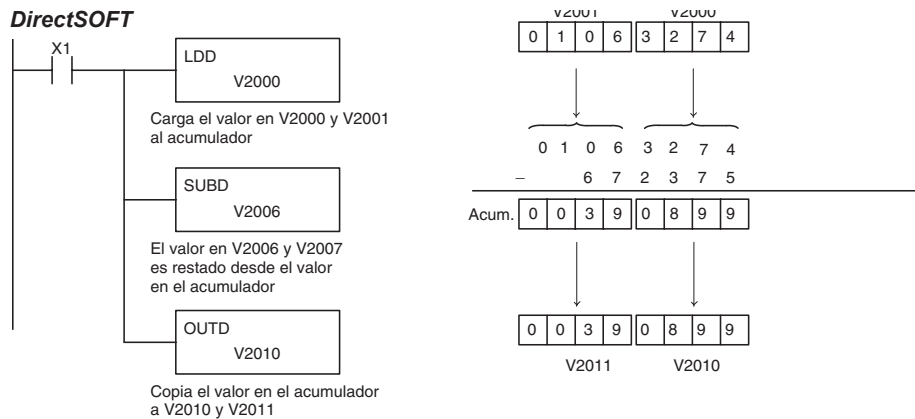 DirectSOFT
X1
LDD
V2000
Carga el valor en V2000 y V2001
al acumulador
SUBD
V2006
El valor en V2006 y V2007
es restado desde el valor
en el acumulador
OUTD
V2010
Copia el valor en el acumulador
a V2010 y V2011
V2001 V2000
0 1 0 6 3 2 7 4
0 1 0 6 3 2 7 4
– 6 7 2 3 7 5
Acum. 0 0 3 9 0 8 9 9
0 0 3 9 0 8 9 9
V2011 V2010